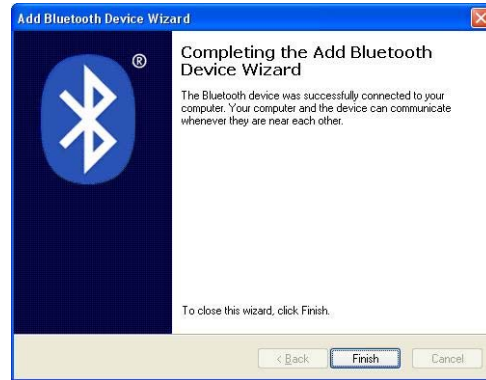 Add Bluetooth Device Wizard
®
Completing the Add Bluetooth
Device Wizard
The Bluetooth device was successfully connected to your
computer. Your computer and the device can communicate
whenever they are near each other.
To close this wizard, click Finish.
< Back Finish Cancel